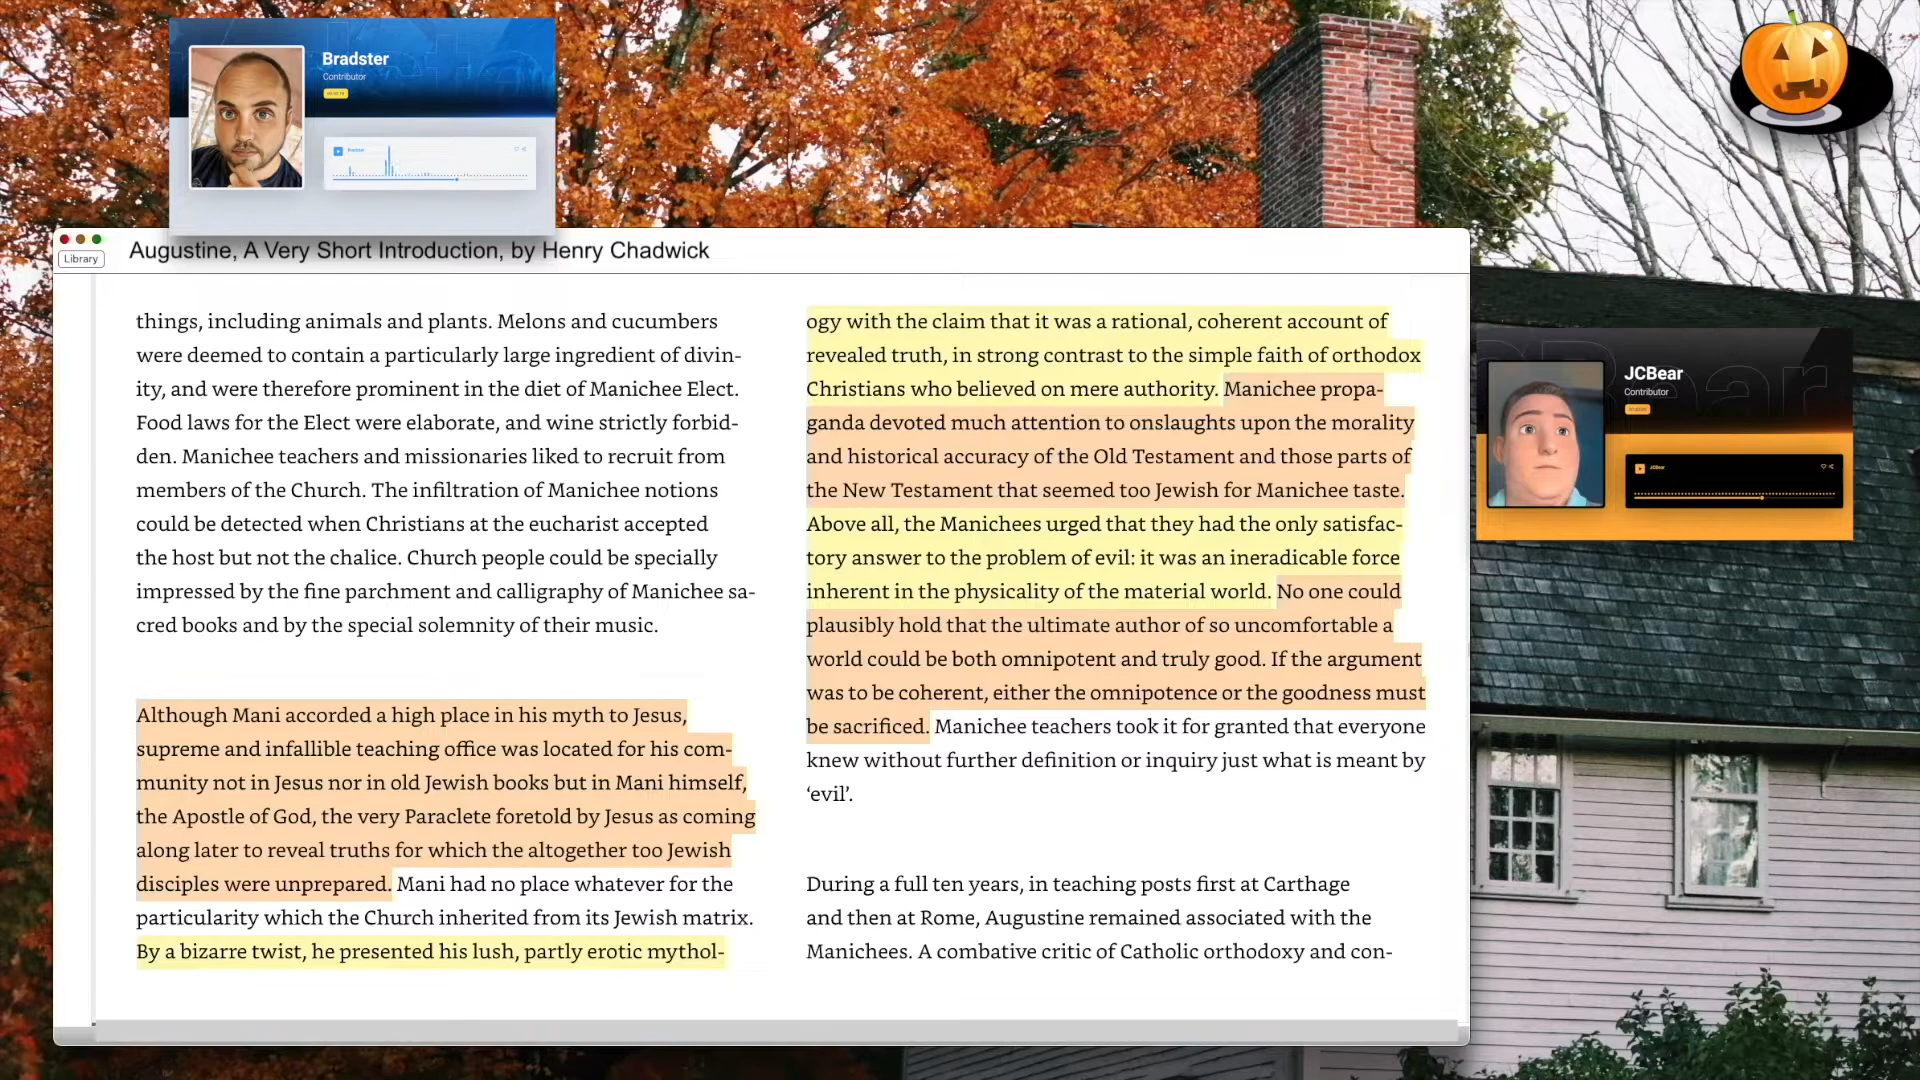 Bradster
Contributor
Bradster
Library
Augustine, A Very Short Introduction, by Henry Chadwick
things, including animals and plants. Melons and cucumbers
were deemed to contain a particularly large ingredient of divin-
ity, and were therefore prominent in the diet of Manichee Elect.
Food laws for the Elect were elaborate, and wine strictly forbid-
den. Manichee teachers and missionaries liked to recruit from
members of the Church. The infiltration of Manichee notions
could be detected when Christians at the eucharist accepted
the host but not the chalice. Church people could be specially
impressed by the fine parchment and calligraphy of Manichee sa-
cred books and by the special solemnity of their music.
Although Mani accorded a high place in his myth to Jesus,
supreme and infallible teaching office was located for his com-
munity not in Jesus nor in old Jewish books but in Mani himself,
the Apostle of God, the very Paraclete foretold by Jesus as coming
along later to reveal truths for which the altogether too Jewish
disciples were unprepared. Mani had no place whatever for the
particularity which the Church inherited from its Jewish matrix.
By a bizarre twist, he presented his lush, partly erotic mythol-
ogy with the claim that it was a rational, coherent account of
revealed truth, in strong contrast to the simple faith of orthodox
Christians who believed on mere authority. Manichee propa-
ganda devoted much attention to onslaughts upon the morality
and historical accuracy of the Old Testament and those parts of
the New Testament that seemed too Jewish for Manichee taste.
Above all, the Manichees urged that they had the only satisfac-
tory answer to the problem of evil: it was an ineradicable force
inherent in the physicality of the material world. No one could
plausibly hold that the ultimate author of so uncomfortable a
world could be both omnipotent and truly good. If the argument
was to be coherent, either the omnipotence or the goodness must
be sacrificed. Manichee teachers took it for granted that everyone
knew without further definition or inquiry just what is meant by
‘evil’.
During a full ten years, in teaching posts first at Carthage
and then at Rome, Augustine remained associated with the
Manichees. A combative critic of Catholic orthodoxy and con-
JCBear
Contributor
JCBear